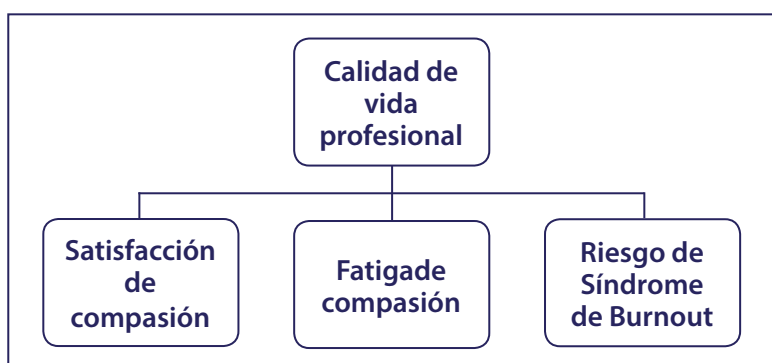 Calidad de
vida
profesional
Satisfacción
de
compasión
Fatigade
compasión
Riesgo de
Síndrome
de Burnout